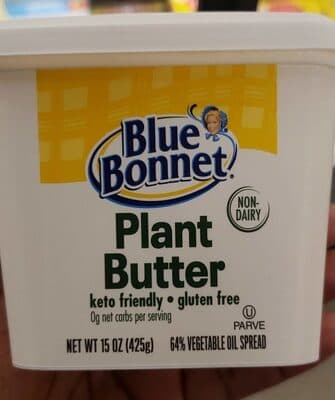 Blue
Bonnet®
NON-
DAIRY
Plant
Butter
keto friendly • gluten free
0g net carbs per serving
U
PARVE
NET WT 15 OZ (425g) 64% VEGETABLE OIL SPREAD